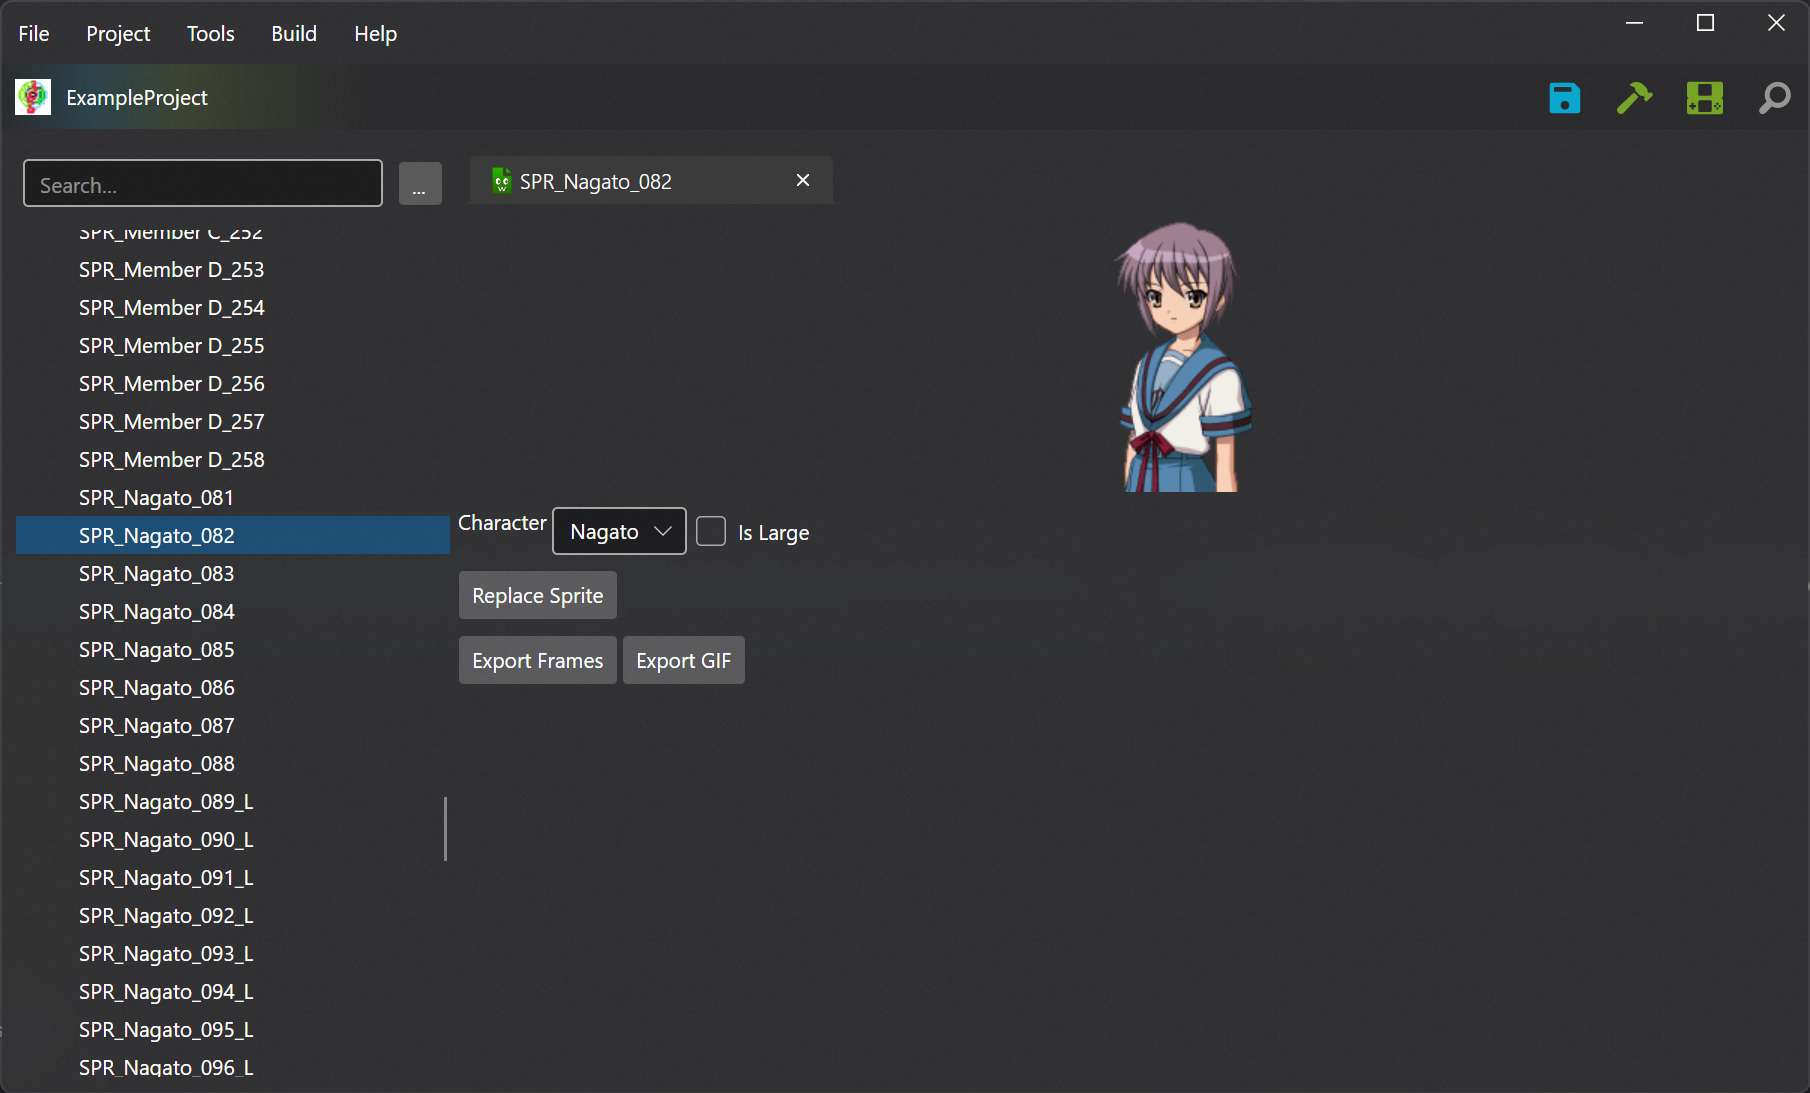 File Project Tools Build Help
ExampleProject
Search...
...
SPR_Nagato_082
SPR_Member C_252
SPR_Member D_253
SPR_Member D_254
SPR_Member D_255
SPR_Member D_256
SPR_Member D_257
SPR_Member D_258
SPR_Nagato_081
SPR_Nagato_082
SPR_Nagato_083
SPR_Nagato_084
SPR_Nagato_085
SPR_Nagato_086
SPR_Nagato_087
SPR_Nagato_088
SPR_Nagato_089_L
SPR_Nagato_090_L
SPR_Nagato_091_L
SPR_Nagato_092_L
SPR_Nagato_093_L
SPR_Nagato_094_L
SPR_Nagato_095_L
SPR_Nagato_096_L
Character Nagato Is Large
Replace Sprite
Export Frames Export GIF